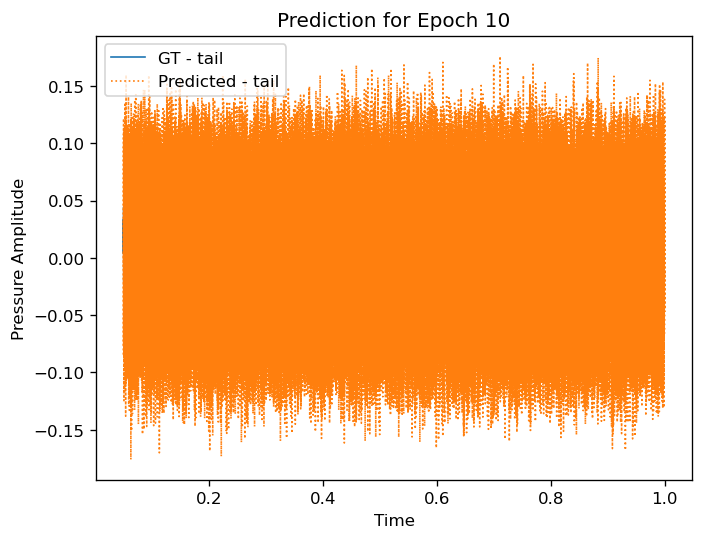 Prediction for Epoch 10
GT - tail
Predicted - tail
Pressure Amplitude
0.15
0.10
0.05
0.00
−0.05
−0.10
−0.15
0.2
0.4
0.6
0.8
1.0
Time